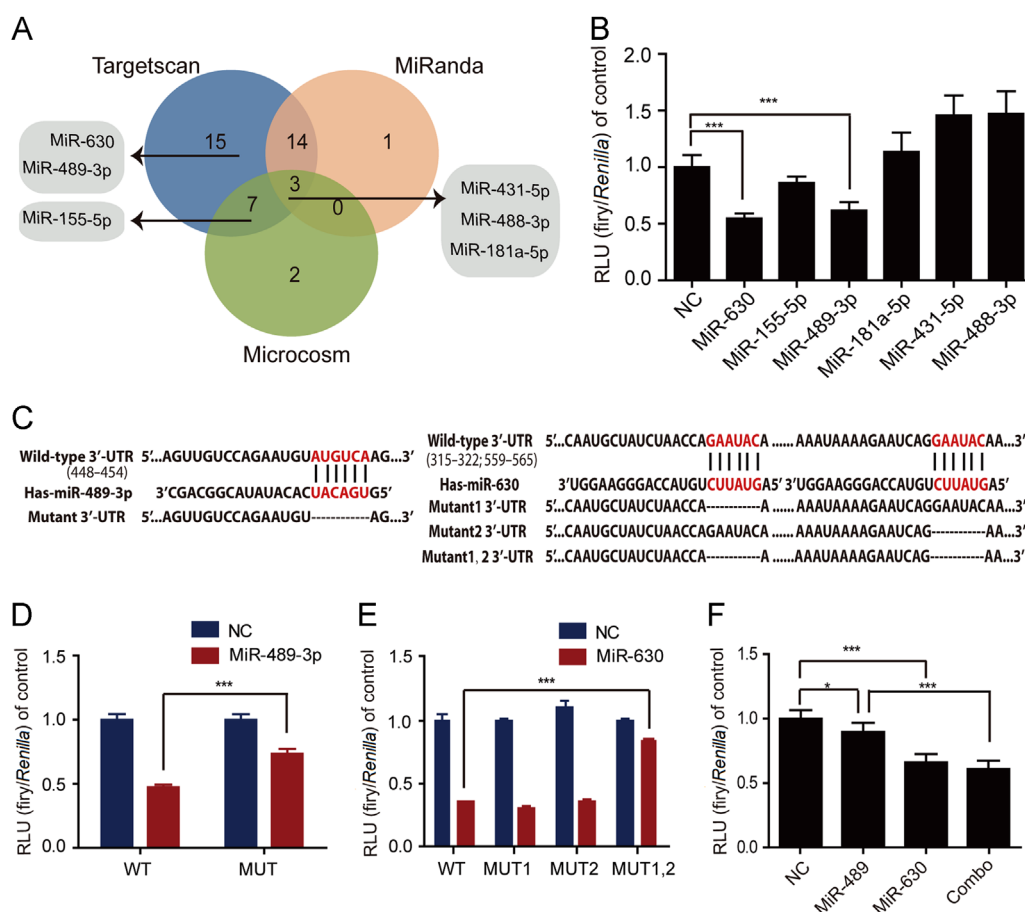 A
Targetscan
MiRanda
15
14
1
3
7
0
2
MiR-630
MiR-489-3p
MiR-155-5p
MiR-431-5p
MiR-488-3p
MiR-181a-5p
Microcosm
B
RLU (firy/Renilla) of control
2.0
1.5
1.0
0.5
0.0
***
***
NC
MiR-630
MiR-155-5p
MiR-489-3p
MiR-181a-5p
MiR-431-5p
MiR-488-3p
C
Wild-type 3′-UTR 5′...AGUUGUCCAGAAUGUAUGUCAAG...3′
(448–454)
Has-miR-489-3p 3′CGACGGCAUAUACACUACAGUG5′
Mutant 3′-UTR 5′...AGUUGUCCAGAAUGU------------AG...3′
Wild-type 3′-UTR 5′...CAAUGCUAUCUAACCAGAAUACA ...... AAAUAAAAGAAUCAGGAAUACAA...3′
(315–322; 559–565)
Has-miR-630 3′UGGAAGGGACCAUGUCUUAUGA5′ 3′UGGAAGGGACCAUGUCUUAUGA5′
Mutant1 3′-UTR 5′...CAAUGCUAUCUAACCA------------A ...... AAAUAAAAGAAUCAGGAAUACAA...3′
Mutant2 3′-UTR 5′...CAAUGCUAUCUAACCAGAAUACA ...... AAAUAAAAGAAUCAG------------AA...3′
Mutant1, 2 3′-UTR 5′...CAAUGCUAUCUAACCA------------A ...... AAAUAAAAGAAUCAG------------AA...3′
D
NC
MiR-489-3p
RLU (firy/Renilla) of control
1.5
1.0
0.5
0.0
***
WT
MUT
E
NC
MiR-630
RLU (firy/Renilla) of control
1.5
1.0
0.5
0.0
***
WT
MUT1
MUT2
MUT1,2
F
RLU (firy/Renilla) of control
1.5
1.0
0.5
0.0
***
*
***
NC
MiR-489
MiR-630
Combo